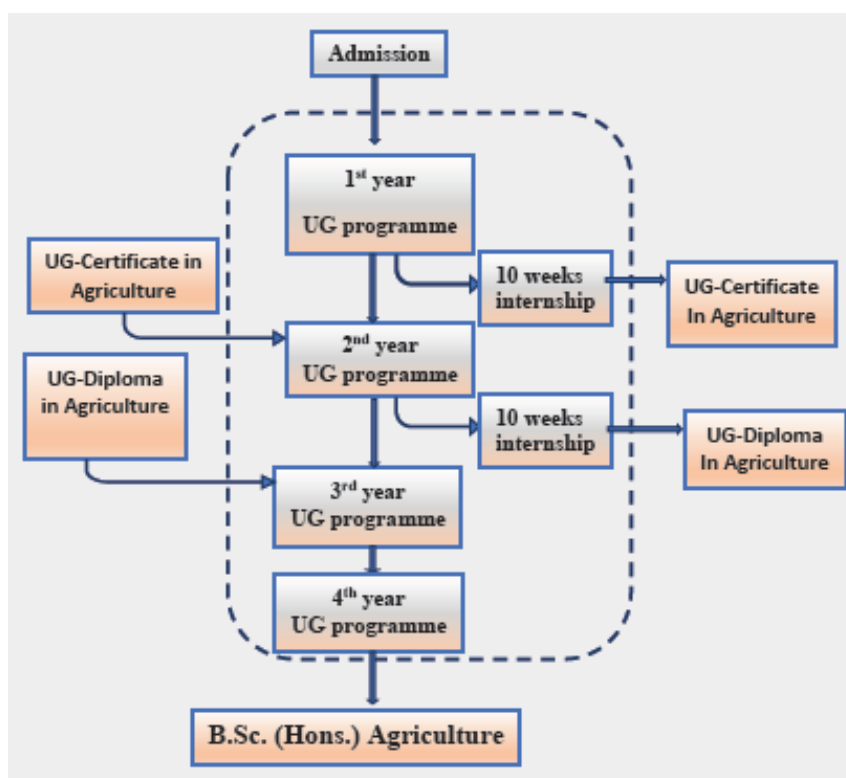 Admission
1st year
UG programme
UG-Certificate in
Agriculture
10 weeks
internship
UG-Certificate
In Agriculture
2nd year
UG programme
UG-Diploma
in Agriculture
10 weeks
internship
UG-Diploma
In Agriculture
3rd year
UG programme
4th year
UG programme
B.Sc. (Hons.) Agriculture